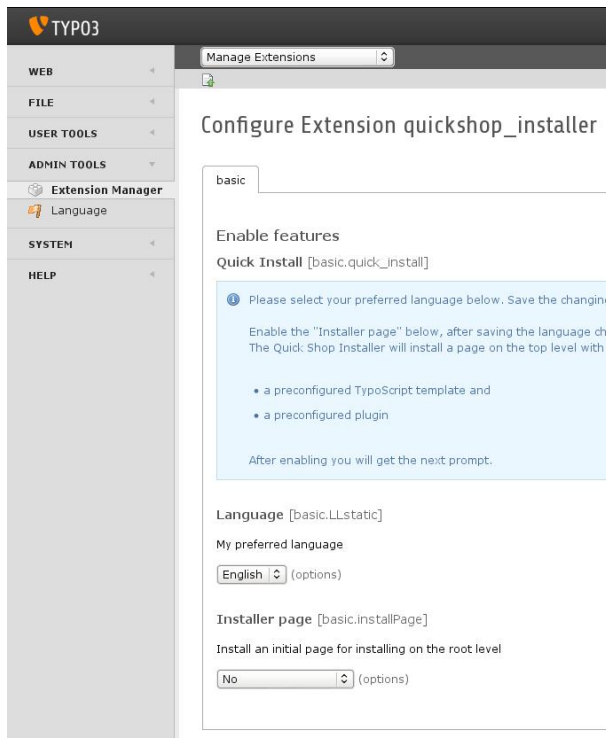 TYPO3
WEB
FILE
USER TOOLS
ADMIN TOOLS
Extension Manager
Language
SYSTEM
HELP
Manage Extensions
Configure Extension quickshop_installer
basic
Enable features
Quick Install [basic.quick_install]
Please select your preferred language below. Save the changin
Enable the "Installer page" below, after saving the language ch
The Quick Shop Installer will install a page on the top level with
• a preconfigured TypoScript template and
• a preconfigured plugin
After enabling you will get the next prompt.
Language [basic.LLstatic]
My preferred language
English (options)
Installer page [basic.installPage]
Install an initial page for installing on the root level
No (options)